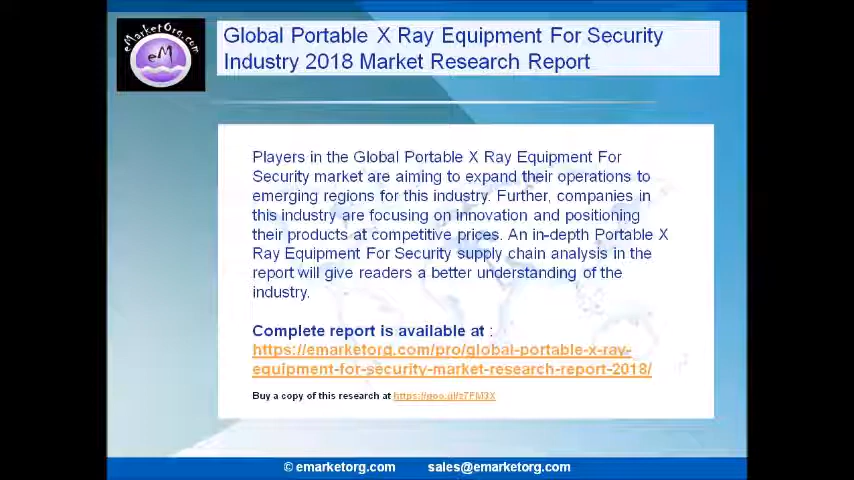 eMarketOrg.com
eM
Global Portable X Ray Equipment For Security
Industry 2018 Market Research Report
Players in the Global Portable X Ray Equipment For
Security market are aiming to expand their operations to
emerging regions for this industry. Further, companies in
this industry are focusing on innovation and positioning
their products at competitive prices. An in-depth Portable X
Ray Equipment For Security supply chain analysis in the
report will give readers a better understanding of the
industry.
Complete report is available at :
https://emarketorg.com/pro/global-portable-x-ray-
equipment-for-security-market-research-report-2018/
Buy a copy of this research at https://goo.gl/z7FM3X
© emarketorg.com sales@emarketorg.com